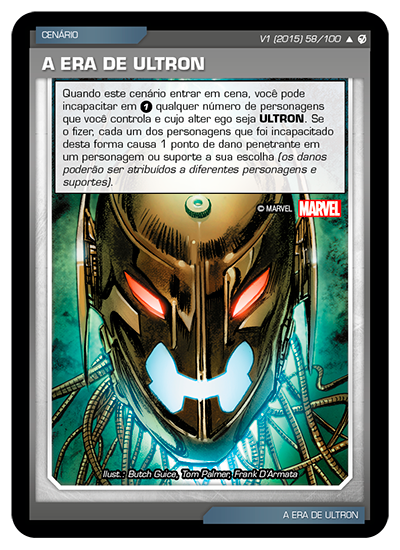 CENÁRIO
V1 (2015) 58/100
A ERA DE ULTRON
Quando este cenário entrar em cena, você pode
incapacitar em 1 qualquer número de personagens
que você controla e cujo alter ego seja ULTRON. Se
o fizer, cada um dos personagens que foi incapacitado
desta forma causa 1 ponto de dano penetrante em
um personagem ou suporte a sua escolha (os danos
poderão ser atribuídos a diferentes personagens e
suportes).
© MARVEL MARVEL
Ilust.: Butch Guice, Tom Palmer, Frank D'Armata
A ERA DE ULTRON